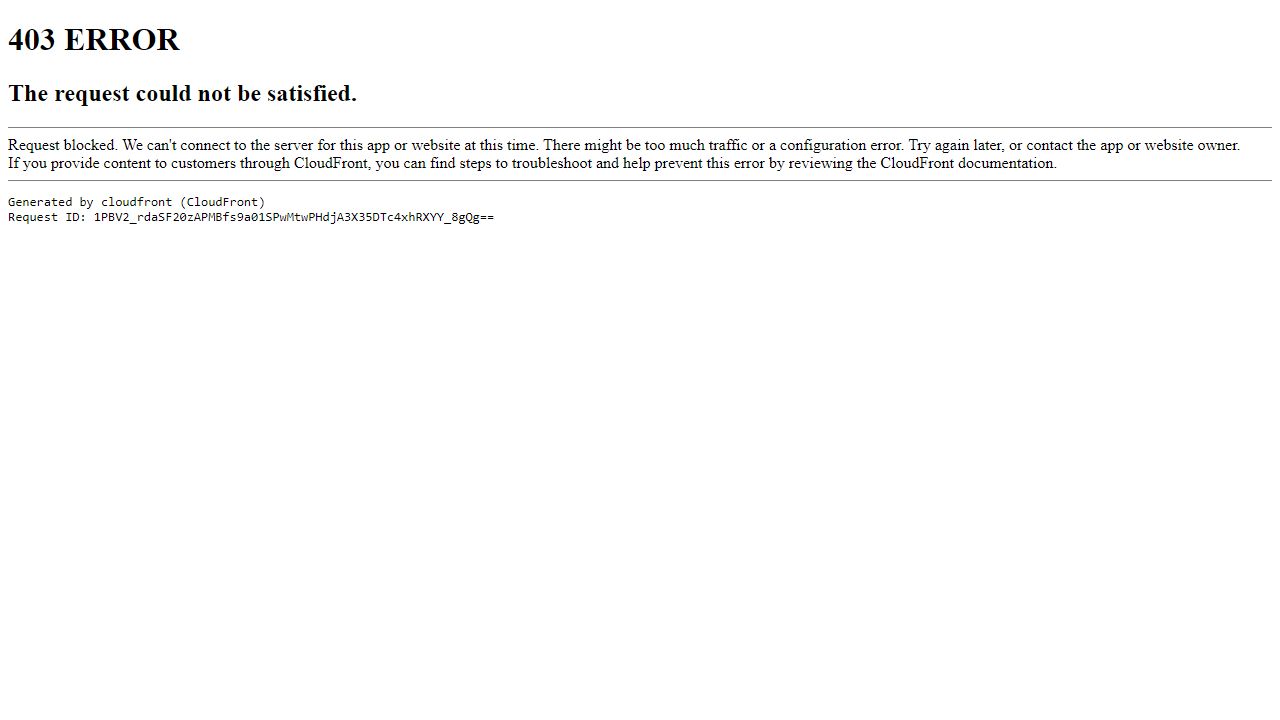 403 ERROR
The request could not be satisfied.
Request blocked. We can't connect to the server for this app or website at this time. There might be too much traffic or a configuration error. Try again later, or contact the app or website owner.
If you provide content to customers through CloudFront, you can find steps to troubleshoot and help prevent this error by reviewing the CloudFront documentation.
Generated by cloudfront (CloudFront)
Request ID: 1PBV2_rdaSF20zAPMBfs9a01SPwMtwPHdjA3X35DTc4xhRXYY_8gQg==